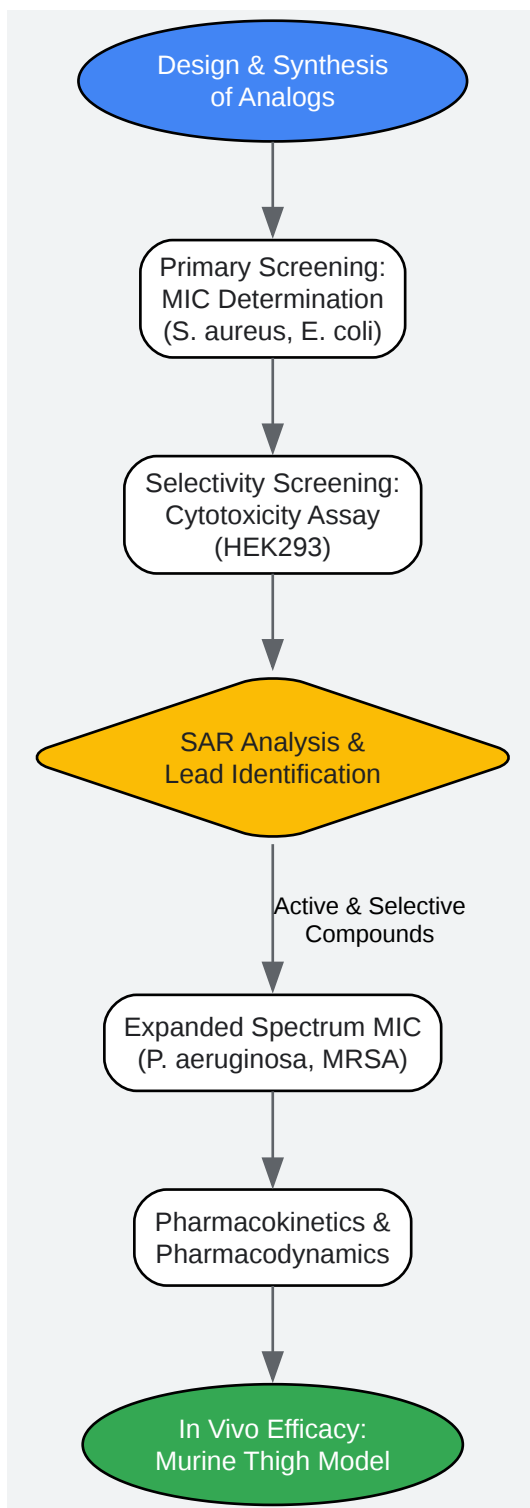 Design & Synthesis
of Analogs
Primary Screening:
MIC Determination
(S. aureus, E. coli)
Selectivity Screening:
Cytotoxicity Assay
(HEK293)
SAR Analysis &
Lead Identification
Active & Selective
Compounds
Expanded Spectrum MIC
(P. aeruginosa, MRSA)
Pharmacokinetics &
Pharmacodynamics
In Vivo Efficacy:
Murine Thigh Model